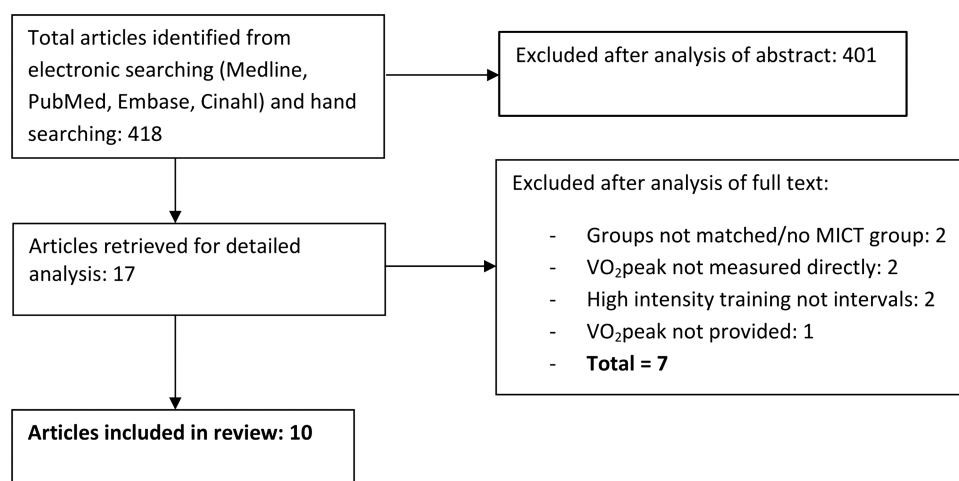 Total articles identified from
electronic searching (Medline,
PubMed, Embase, Cinahl) and hand
searching: 418
Excluded after analysis of abstract: 401
Articles retrieved for detailed
analysis: 17
Excluded after analysis of full text:
- Groups not matched/no MICT group: 2
- VO₂peak not measured directly: 2
- High intensity training not intervals: 2
- VO₂peak not provided: 1
- Total = 7
Articles included in review: 10